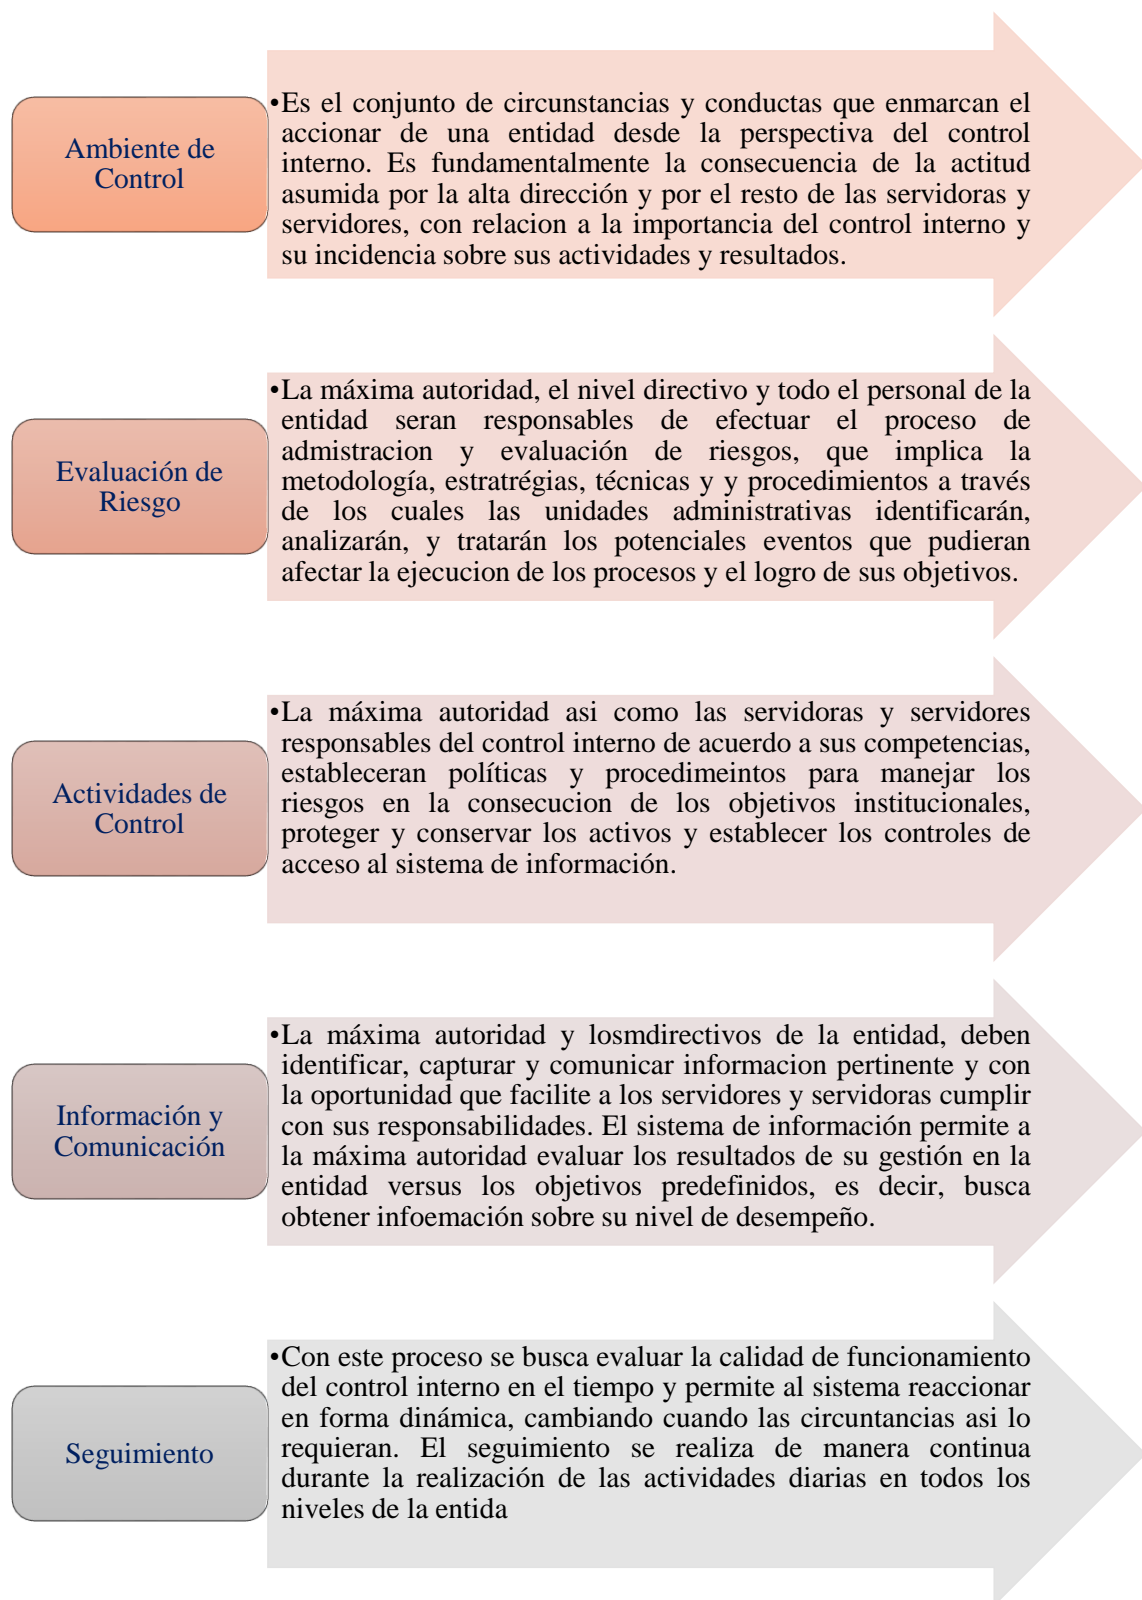 Ambiente de
Control
•Es el conjunto de circunstancias y conductas que enmarcan el
accionar de una entidad desde la perspectiva del control
interno. Es fundamentalmente la consecuencia de la actitud
asumida por la alta dirección y por el resto de las servidoras y
servidores, con relacion a la importancia del control interno y
su incidencia sobre sus actividades y resultados.
Evaluación de
Riesgo
•La máxima autoridad, el nivel directivo y todo el personal de la
entidad seran responsables de efectuar el proceso de
admistracion y evaluación de riesgos, que implica la
metodología, estratrégias, técnicas y y procedimientos a través
de los cuales las unidades administrativas identificarán,
analizarán, y tratarán los potenciales eventos que pudieran
afectar la ejecucion de los procesos y el logro de sus objetivos.
Actividades de
Control
•La máxima autoridad asi como las servidoras y servidores
responsables del control interno de acuerdo a sus competencias,
estableceran políticas y procedimeintos para manejar los
riesgos en la consecucion de los objetivos institucionales,
proteger y conservar los activos y establecer los controles de
acceso al sistema de información.
Información y
Comunicación
•La máxima autoridad y losmdirectivos de la entidad, deben
identificar, capturar y comunicar informacion pertinente y con
la oportunidad que facilite a los servidores y servidoras cumplir
con sus responsabilidades. El sistema de información permite a
la máxima autoridad evaluar los resultados de su gestión en la
entidad versus los objetivos predefinidos, es decir, busca
obtener infoemación sobre su nivel de desempeño.
Seguimiento
•Con este proceso se busca evaluar la calidad de funcionamiento
del control interno en el tiempo y permite al sistema reaccionar
en forma dinámica, cambiando cuando las circuntancias asi lo
requieran. El seguimiento se realiza de manera continua
durante la realización de las actividades diarias en todos los
niveles de la entida